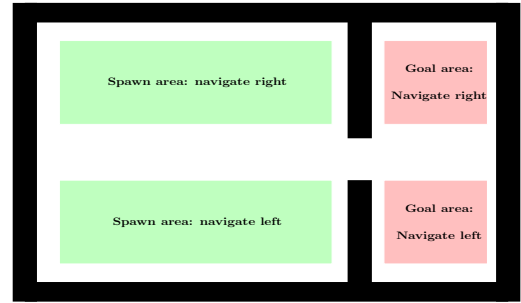 Spawn area: navigate right
Goal area:
Navigate right
Spawn area: navigate left
Goal area:
Navigate left